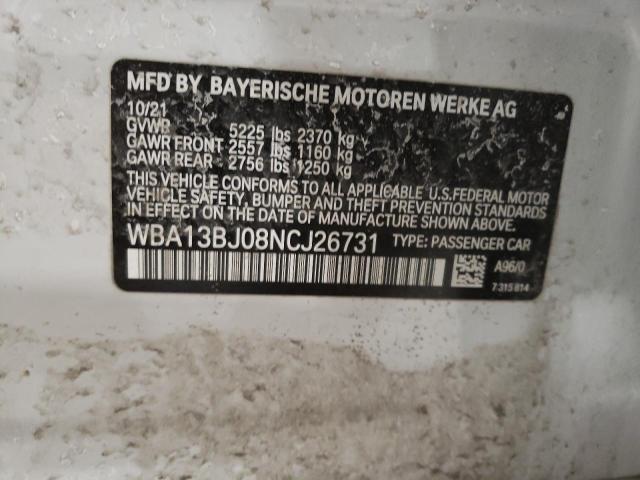 MFD BY BAYERISCHE MOTOREN WERKE AG
10/21
GVWR 5225 lbs 2370 kg
GAWR FRONT 2557 lbs 1160 kg
GAWR REAR : 2756 lbs 1250 kg
THIS VEHICLE CONFORMS TO ALL APPLICABLE U.S.FEDERAL MOTOR
VEHICLE SAFETY, BUMPER AND THEFT PREVENTION STANDARDS
IN EFFECT ON THE DATE OF MANUFACTURE SHOWN ABOVE.
WBA13BJ08NCJ26731 TYPE: PASSENGER CAR
A96/0
7 315 814